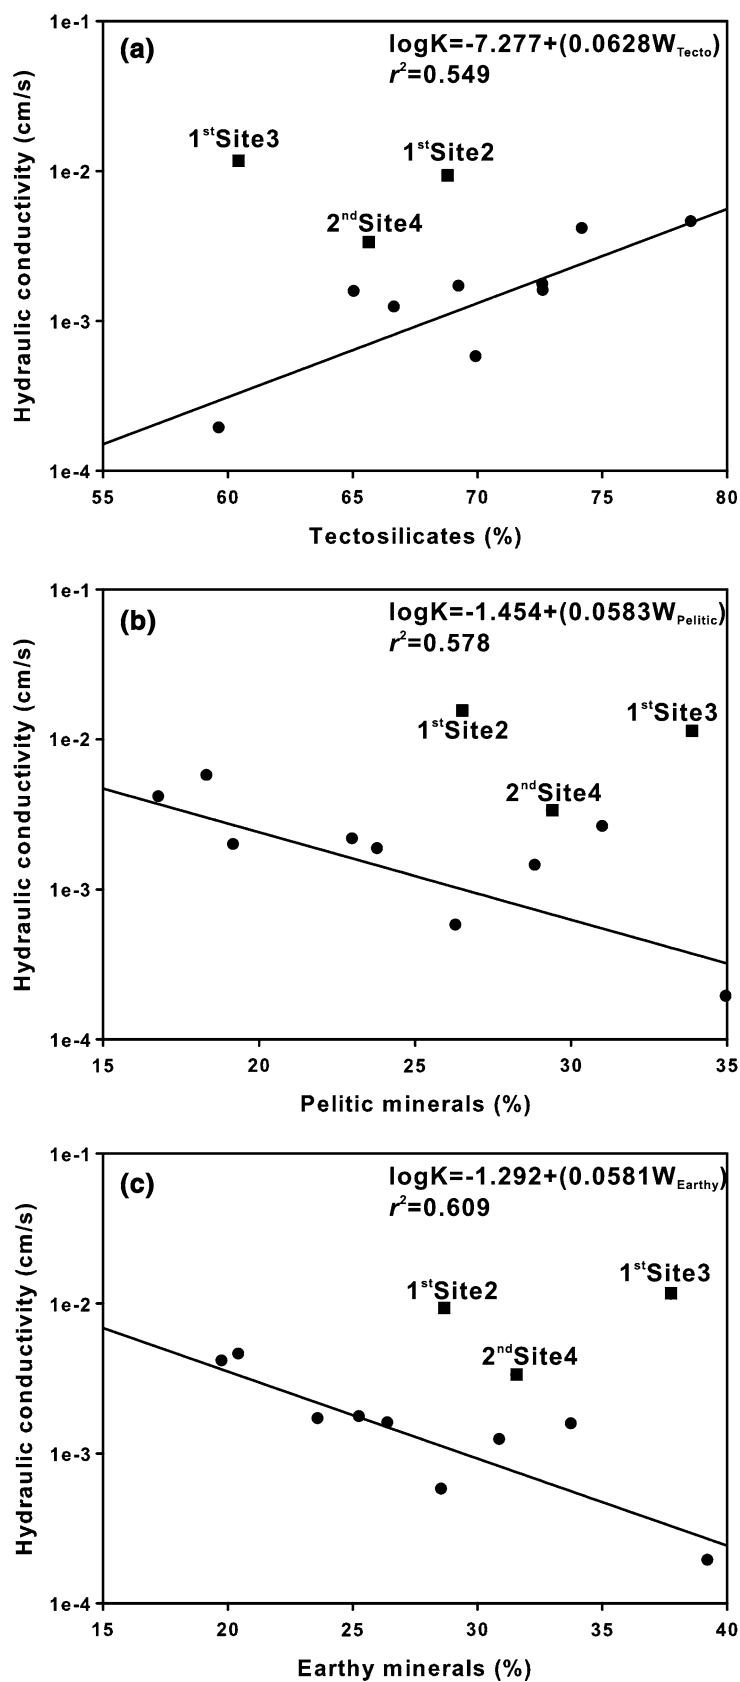 (a)
logK=-7.277+(0.0628W_Tecto)
r²=0.549
1e-1
1e-2
1e-3
1e-4
Hydraulic conductivity (cm/s)
1stSite3
1stSite2
2ndSite4
55 60 65 70 75 80
Tectosilicates (%)
(b)
logK=-1.454+(0.0583W_Pelitic)
r²=0.578
1e-1
1e-2
1e-3
1e-4
Hydraulic conductivity (cm/s)
1stSite2
1stSite3
2ndSite4
15 20 25 30 35
Pelitic minerals (%)
(c)
logK=-1.292+(0.0581W_Earthy)
r²=0.609
1e-1
1e-2
1e-3
1e-4
Hydraulic conductivity (cm/s)
1stSite2
1stSite3
2ndSite4
15 20 25 30 35 40
Earthy minerals (%)